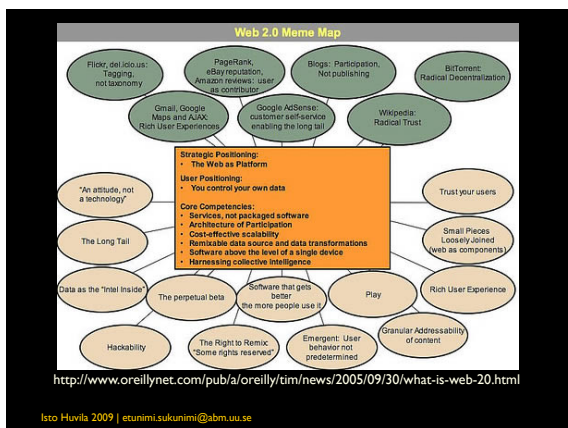 Web 2.0 Meme Map
Flickr, del.icio.us:
Tagging,
not taxonomy
PageRank,
eBay reputation,
Amazon reviews: user
as contributor
Blogs: Participation,
Not publishing
BitTorrent:
Radical Decentralization
Gmail, Google
Maps and AJAX:
Rich User Experiences
Google AdSense:
customer self-service
enabling the long tail
Wikipedia:
Radical Trust
Strategic Positioning:
• The Web as Platform
User Positioning:
• You control your own data
Core Competencies:
• Services, not packaged software
• Architecture of Participation
• Cost-effective scalability
• Remixable data source and data transformations
• Software above the level of a single device
• Harnessing collective intelligence
"An attitude, not
a technology"
Trust your users
The Long Tail
Small Pieces
Loosely Joined
(web as components)
Data as the "Intel Inside"
The perpetual beta
Software that gets
better
the more people use it
Play
Rich User Experience
Hackability
The Right to Remix:
"Some rights reserved"
Emergent: User
behavior not
predetermined
Granular Addressability
of content
http://www.oreillynet.com/pub/a/oreilly/tim/news/2005/09/30/what-is-web-20.html
Isto Huvila 2009 | etunimi.sukunimi@abm.uu.se